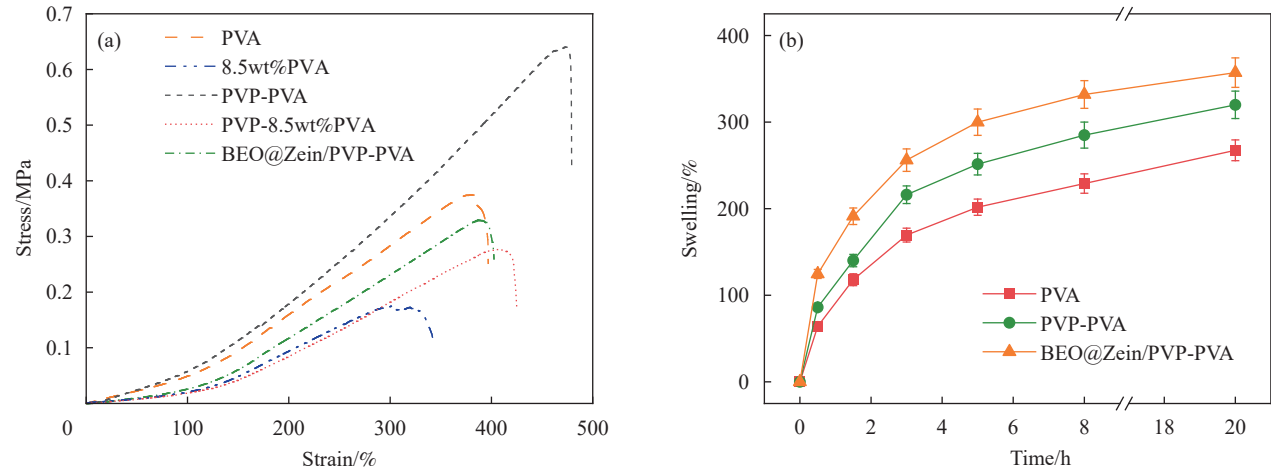 (a)
PVA
8.5wt%PVA
PVP-PVA
PVP-8.5wt%PVA
BEO@Zein/PVP-PVA
0.7
0.6
0.5
0.4
0.3
0.2
0.1
Stress/MPa
0 100 200 300 400 500
Strain/%
(b)
400
300
200
100
0
Swelling/%
PVA
PVP-PVA
BEO@Zein/PVP-PVA
0 2 4 6 8 18 20
Time/h